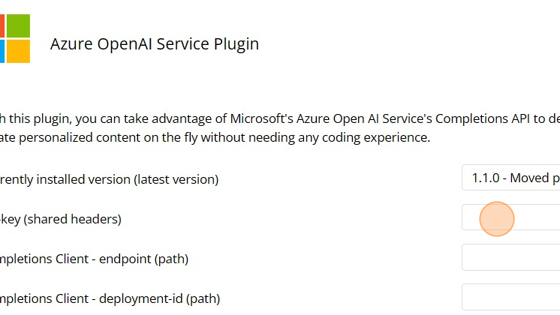 Azure OpenAI Service Plugin
h this plugin, you can take advantage of Microsoft's Azure Open AI Service's Completions API to de
ate personalized content on the fly without needing any coding experience.
rently installed version (latest version)
1.1.0 - Moved p
-key (shared headers)
mpletions Client - endpoint (path)
mpletions Client - deployment-id (path)